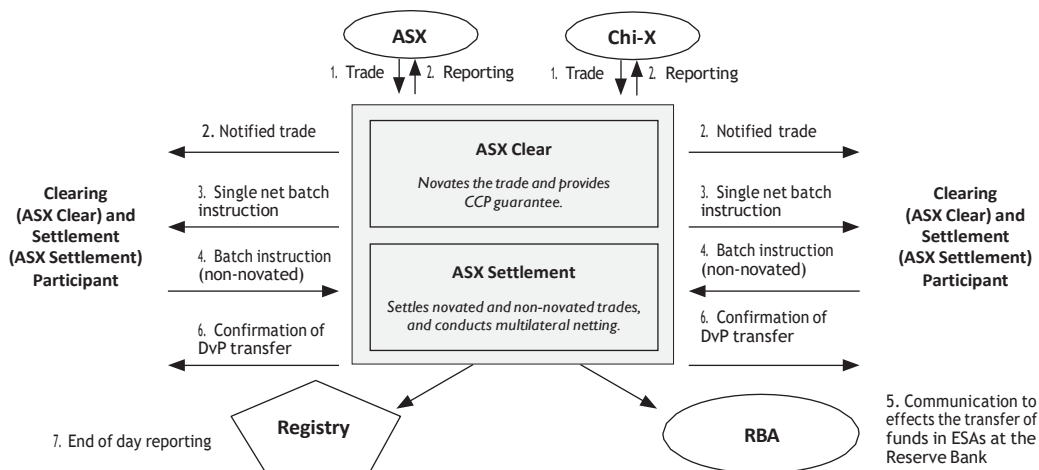 ASX
Chi-X
1. Trade
2. Reporting
1. Trade
2. Reporting
2. Notified trade
3. Single net batch
instruction
4. Batch instruction
(non-novated)
6. Confirmation of
DvP transfer
Clearing
(ASX Clear) and
Settlement
(ASX Settlement)
Participant
ASX Clear
Novates the trade and provides
CCP guarantee.
ASX Settlement
Settles novated and non-novated trades,
and conducts multilateral netting.
2. Notified trade
3. Single net batch
instruction
4. Batch instruction
(non-novated)
6. Confirmation of
DvP transfer
Clearing
(ASX Clear) and
Settlement
(ASX Settlement)
Participant
7. End of day reporting
Registry
RBA
5. Communication to
effects the transfer of
funds in ESAs at the
Reserve Bank